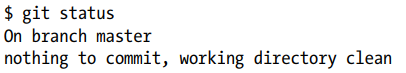 $ git status
On branch master
nothing to commit, working directory clean